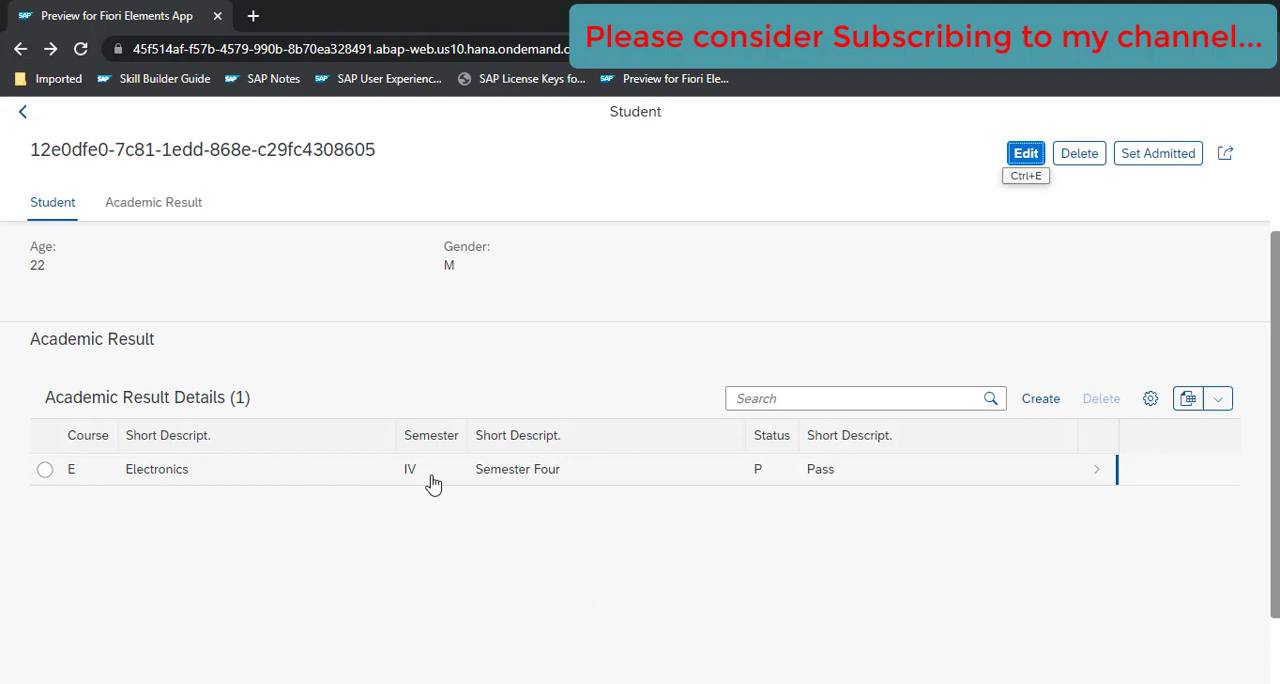 Preview for Fiori Elements App
Please consider Subscribing to my channel...
45f514af-f57b-4579-990b-8b70ea328491.abap-web.us10.hana.ondemand.c
Imported
SAP Skill Builder Guide
SAP SAP Notes
SAP SAP User Experienc...
SAP License Keys fo...
SAP Preview for Fiori Ele...
Student
12e0dfe0-7c81-1edd-868e-c29fc4308605
Edit
Delete
Set Admitted
Ctrl+E
Student
Academic Result
Age:
Gender:
22
M
Academic Result
Academic Result Details (1)
Search
Create
Delete
Course Short Descript. Semester Short Descript. Status Short Descript.
E Electronics IV Semester Four P Pass